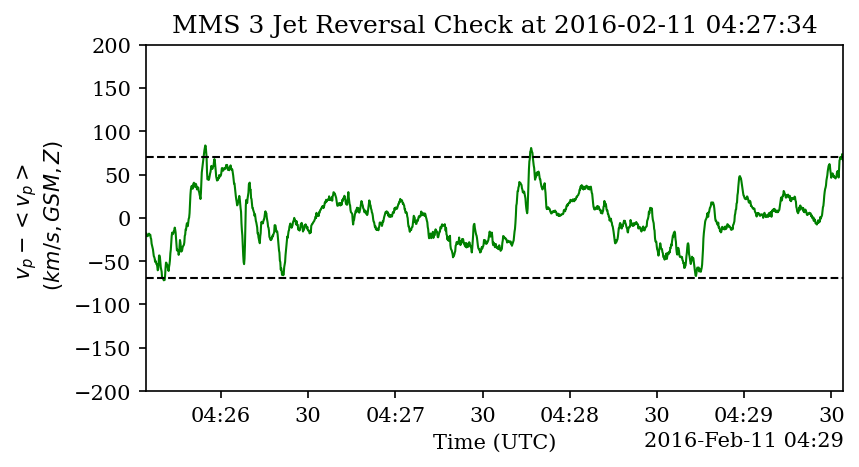 MMS 3 Jet Reversal Check at 2016-02-11 04:27:34
v_p - < v_p >
(km/s, GSM, Z)
200
150
100
50
0
−50
−100
−150
−200
04:26 30 04:27 30 04:28 30 04:29 30
Time (UTC) 2016-Feb-11 04:29